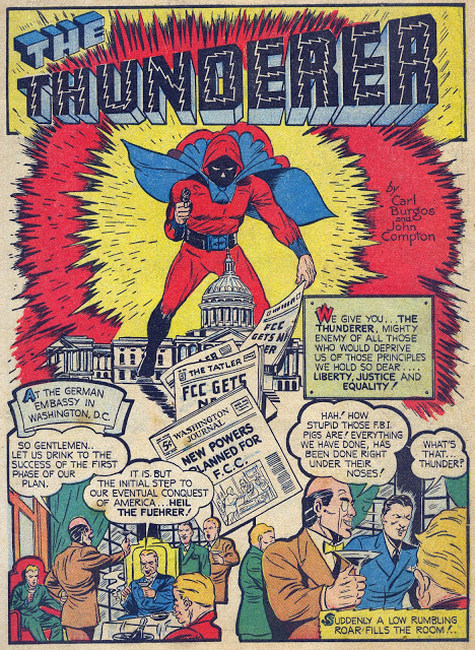 THE
THUNDERER
by
Carl
Burgos
and
John
Compton
FCC
GETS N
WE GIVE YOU... THE
THUNDERER, MIGHTY
ENEMY OF ALL THOSE
WHO WOULD DEPRIVE
US OF THOSE PRINCIPLES
WE HOLD SO DEAR....
LIBERTY, JUSTICE AND
EQUALITY!
THE TATLER
FCC GETS
WASHINGTON
JOURNAL
NEW POWERS
PLANNED FOR
F.C.C.
AT THE GERMAN
EMBASSY IN
WASHINGTON, D.C.
SO GENTLEMEN..
LET US DRINK TO THE
SUCCESS OF THE FIRST
PHASE OF OUR
PLAN.
IT IS. BUT
THE INITIAL STEP TO
OUR EVENTUAL CONQUEST
OF AMERICA...HEIL
THE FUEHRER!
HAH! HOW
STUPID THOSE F.B.I.
PIGS ARE! EVERYTHING
WE HAVE DONE, HAS
BEEN DONE RIGHT
UNDER THEIR
NOSES!
WHAT'S
THAT...
THUNDER?
SUDDENLY A LOW RUMBLING
ROAR FILLS THE ROOM!..